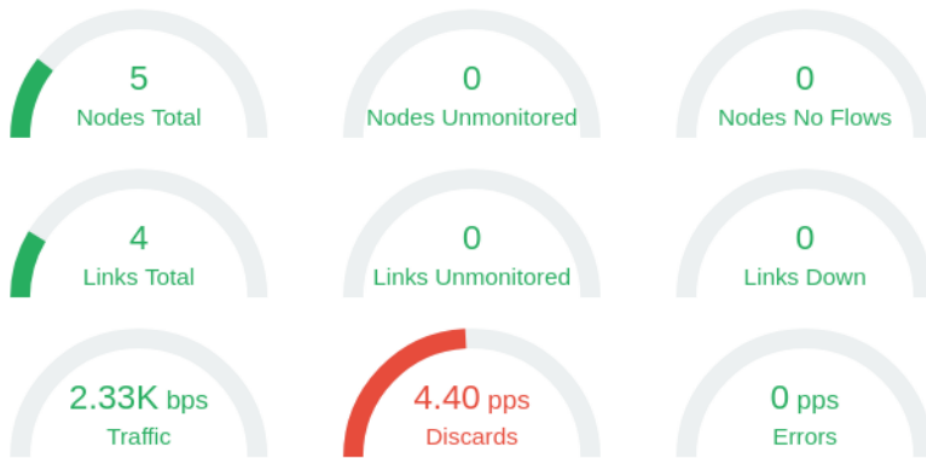 5
Nodes Total
0
Nodes Unmonitored
0
Nodes No Flows
4
Links Total
0
Links Unmonitored
0
Links Down
2.33K bps
Traffic
4.40 pps
Discards
0 pps
Errors